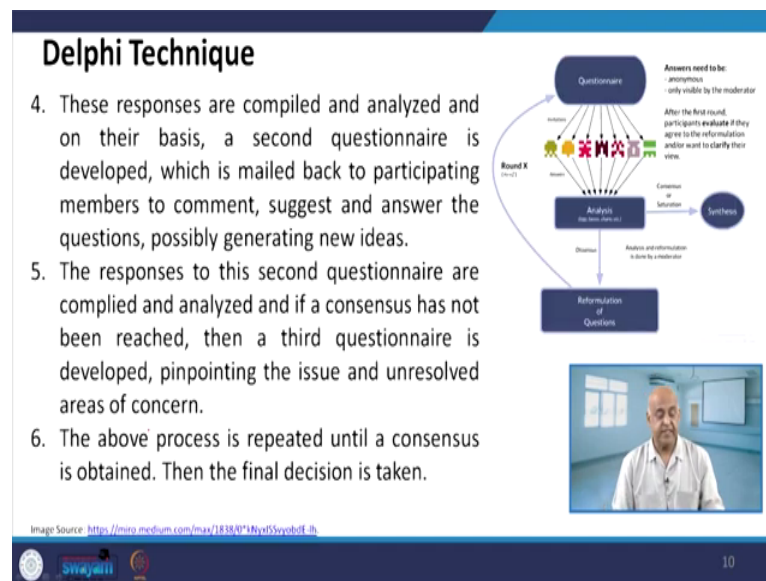 Delphi Technique
4. These responses are compiled and analyzed and
on their basis, a second questionnaire is
developed, which is mailed back to participating
members to comment, suggest and answer the
questions, possibly generating new ideas.
5. The responses to this second questionnaire are
complied and analyzed and if a consensus has not
been reached, then a third questionnaire is
developed, pinpointing the issue and unresolved
areas of concern.
6. The above process is repeated until a consensus
is obtained. Then the final decision is taken.
Questionnaire
Answers need to be:
- anonymous
- only visible by the moderator
After the first round,
participants evaluate if they
agree to the reformulation
and/or want to clarify their
view.
Round X
Consensus
or
Saturation
Analysis
Synthesis
Analysis and reformulation
is done by a moderator
Reformulation
of
Questions
Image Source: https://miro.medium.com/max/1838/
swayam
10